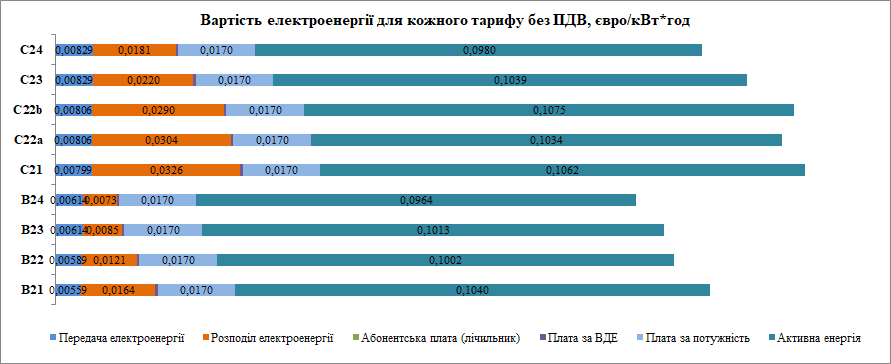 Вартість електроенергії для кожного тарифу без ПДВ, євро/кВт*год
C24 0,00829 0,0181 0,0170 0,0980
C23 0,00829 0,0220 0,0170 0,1039
C22b 0,00806 0,0290 0,0170 0,1075
C22a 0,00806 0,0304 0,0170 0,1034
C21 0,00799 0,0326 0,0170 0,1062
B24 0,00614 0,0073 0,0170 0,0964
B23 0,00614 0,0085 0,0170 0,1013
B22 0,00589 0,0121 0,0170 0,1002
B21 0,00559 0,0164 0,0170 0,1040
Передача електроенергії Розподіл електроенергії Абонентська плата (лічильник) Плата за ВДЕ Плата за потужність Активна енергія